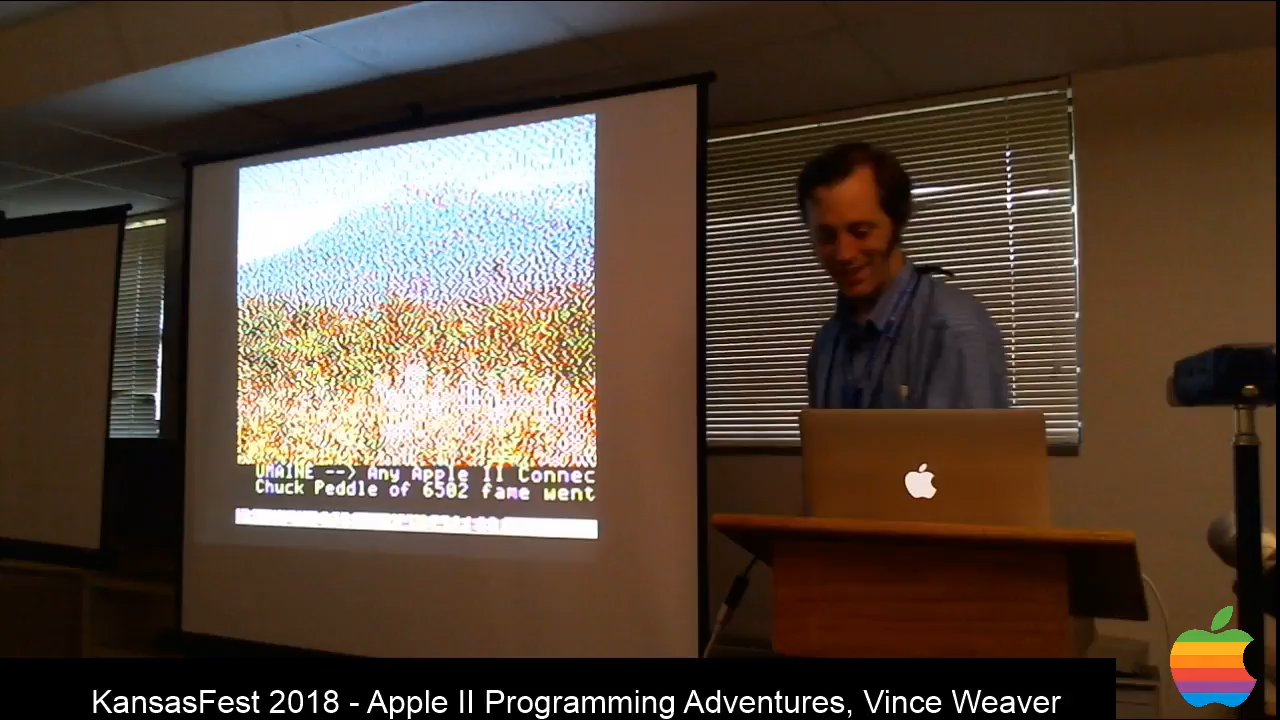 UMAINE --> Any Apple II Connec
Chuck Peddle of 6502 fame went
KansasFest 2018 - Apple II Programming Adventures, Vince Weaver